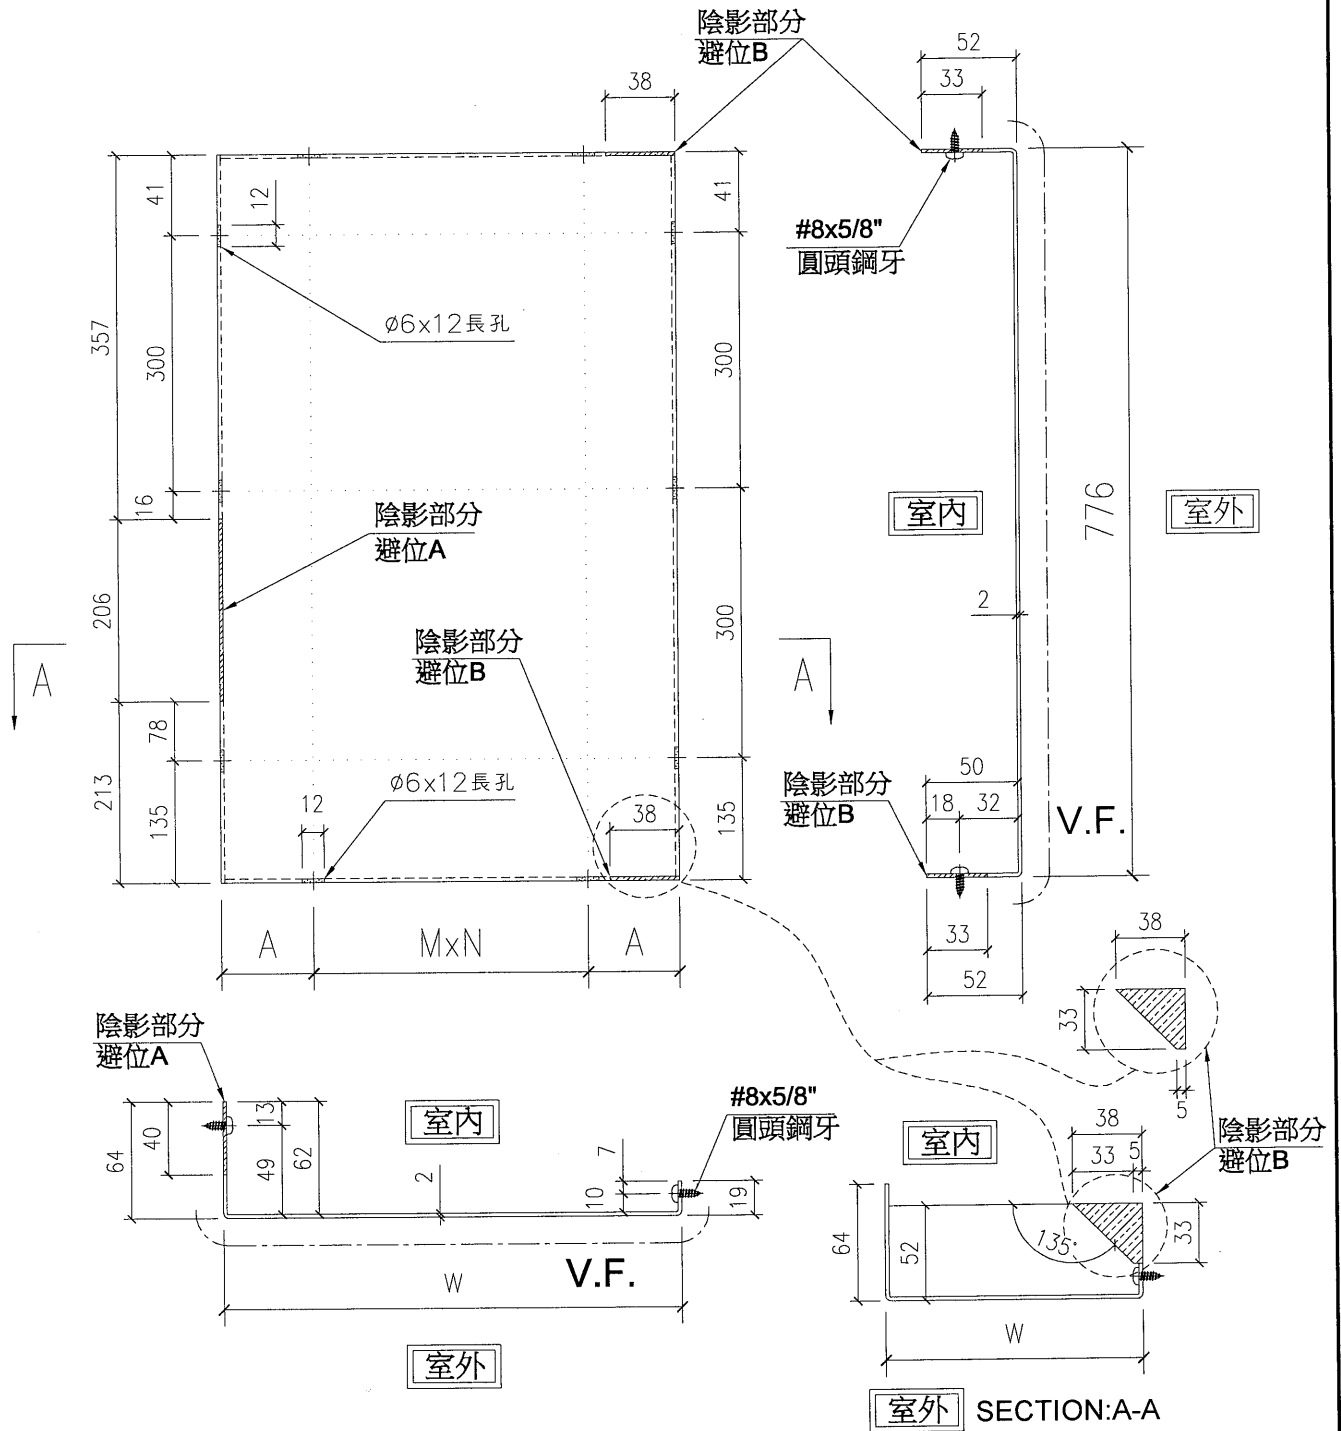 陰影部分
避位B
52
33
38
41
12
41
#8x5/8"
圓頭鋼牙
Ø6x12長孔
357
300
300
776
室內
室外
16
陰影部分
避位A
2
206
300
陰影部分
避位B
A
A
78
213
135
12
Ø6x12長孔
38
135
陰影部分
避位B
50
18
32
V.F.
33
52
A
MxN
A
38
33
5
陰影部分
避位B
陰影部分
避位A
室內
#8x5/8"
圓頭鋼牙
64
40
13
49
62
2
7
10
19
W
V.F.
室外
室內
38
33
5
64
52
135°
33
W
室外
SECTION:A-A